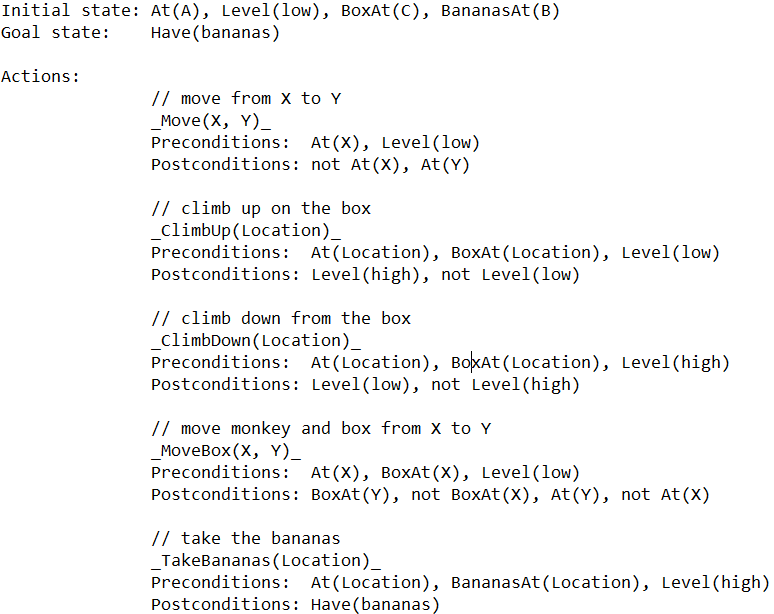 Initial state: At(A), Level(low), BoxAt(C), BananasAt(B)
Goal state:    Have(bananas)
Actions:
// move from X to Y
_Move(X, Y)_
Preconditions:  At(X), Level(low)
Postconditions: not At(X), At(Y)
// climb up on the box
_ClimbUp(Location)_
Preconditions:  At(Location), BoxAt(Location), Level(low)
Postconditions: Level(high), not Level(low)
// climb down from the box
_ClimbDown(Location)_
Preconditions:  At(Location), BoxAt(Location), Level(high)
Postconditions: Level(low), not Level(high)
// move monkey and box from X to Y
_MoveBox(X, Y)_
Preconditions:  At(X), BoxAt(X), Level(low)
Postconditions: BoxAt(Y), not BoxAt(X), At(Y), not At(X)
// take the bananas
_TakeBananas(Location)_
Preconditions:  At(Location), BananasAt(Location), Level(high)
Postconditions: Have(bananas)